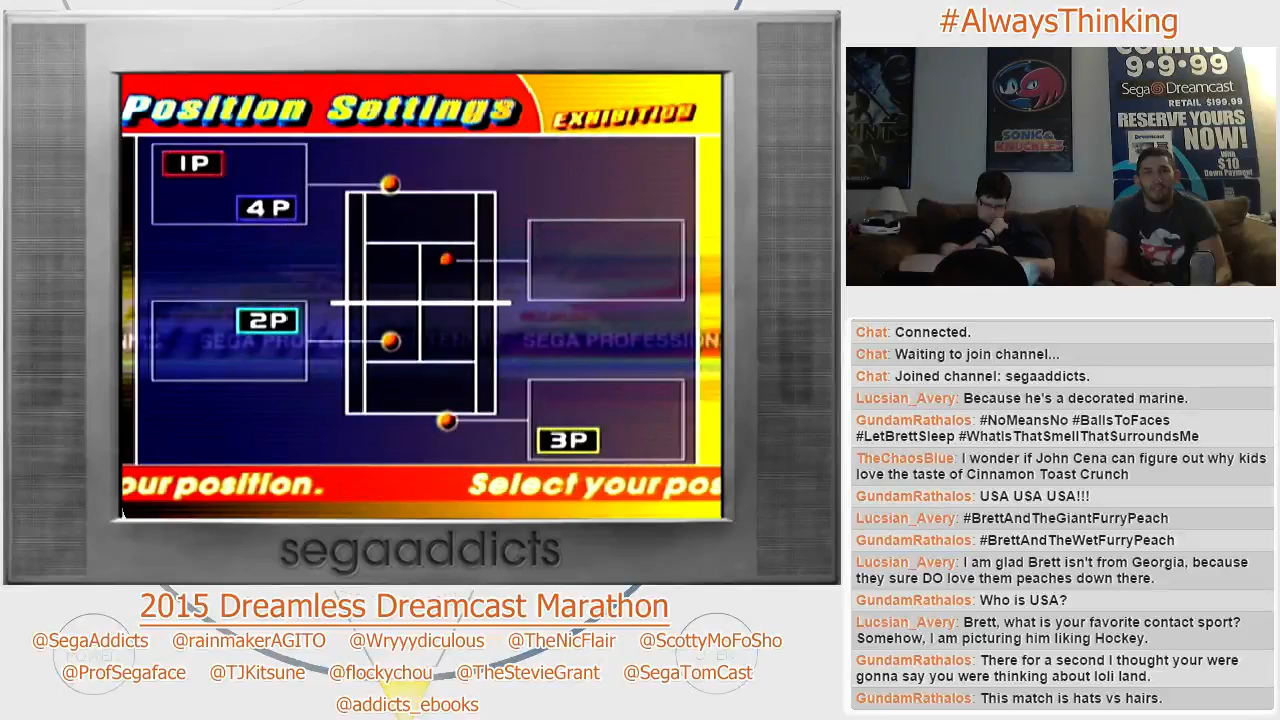 #AlwaysThinking
Position Settings
EXHIBITION
1P
4P
2P
3P
SEGA PROFESSION
our position.
Select your pos
segaaddicts
COMING
9·9·99
Sega Dreamcast
RETAIL $199.99
RESERVE YOURS
NOW!
WITH
$10
Down Payment
SONIC &
KNUCKLES
Chat: Connected.
Chat: Waiting to join channel...
Chat: Joined channel: segaaddicts.
Lucsian_Avery: Because he's a decorated marine.
GundamRathalos: #NoMeansNo #BallsToFaces
#LetBrettSleep #WhatIsThatSmellThatSurroundsMe
TheChaosBlue: I wonder if John Cena can figure out why kids
love the taste of Cinnamon Toast Crunch
GundamRathalos: USA USA USA!!!
Lucsian_Avery: #BrettAndTheGiantFurryPeach
GundamRathalos: #BrettAndTheWetFurryPeach
Lucsian_Avery: I am glad Brett isn't from Georgia, because
they sure DO love them peaches down there.
GundamRathalos: Who is USA?
Lucsian_Avery: Brett, what is your favorite contact sport?
Somehow, I am picturing him liking Hockey.
GundamRathalos: There for a second I thought your were
gonna say you were thinking about loli land.
GundamRathalos: This match is hats vs hairs.
2015 Dreamless Dreamcast Marathon
@SegaAddicts @rainmakerAGITO @Wryyydiculous @TheNicFlair @ScottyMoFoSho
@ProfSegaface @TJKitsune @flockychou @TheStevieGrant @SegaTomCast
@addicts_ebooks